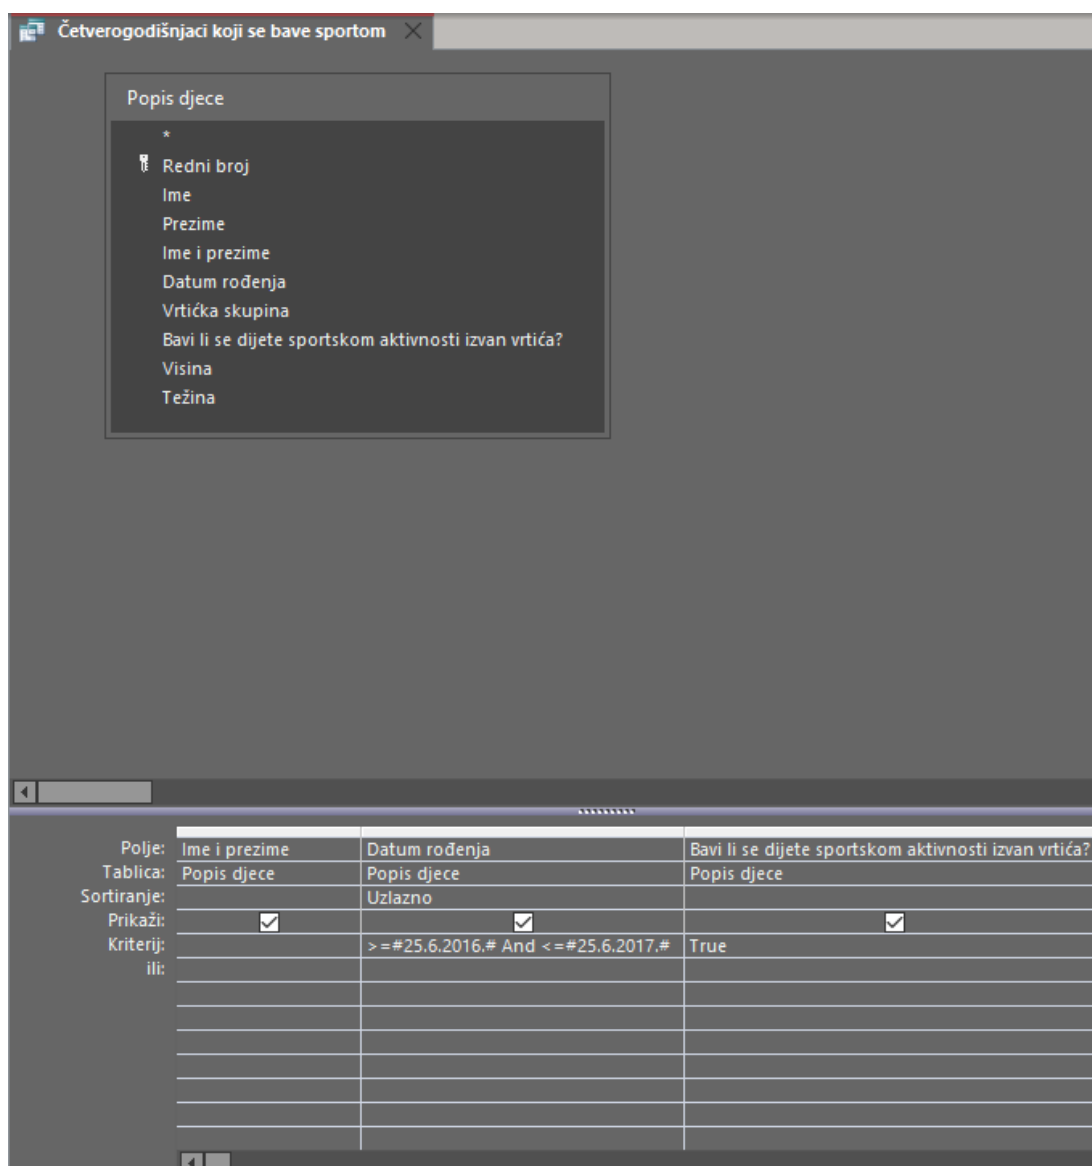 Četverogodišnjaci koji se bave sportom
Popis djece
*
Redni broj
Ime
Prezime
Ime i prezime
Datum rođenja
Vrtićka skupina
Bavi li se dijete sportskom aktivnosti izvan vrtića?
Visina
Težina
Polje: Ime i prezime Datum rođenja Bavi li se dijete sportskom aktivnosti izvan vrtića?
Tablica: Popis djece Popis djece Popis djece
Sortiranje: Uzlazno
Prikaži:
Kriterij: >=#25.6.2016.# And <=#25.6.2017.# True
ili: